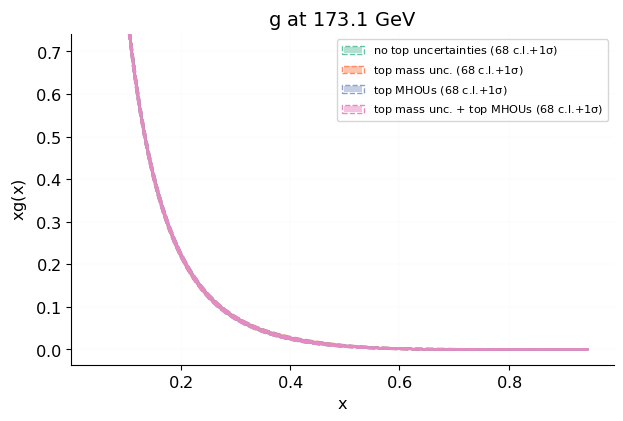 g at 173.1 GeV
no top uncertainties (68 c.l.+1σ)
top mass unc. (68 c.l.+1σ)
top MHOUs (68 c.l.+1σ)
top mass unc. + top MHOUs (68 c.l.+1σ)
xg(x)
0.7
0.6
0.5
0.4
0.3
0.2
0.1
0.0
0.2 0.4 0.6 0.8
x